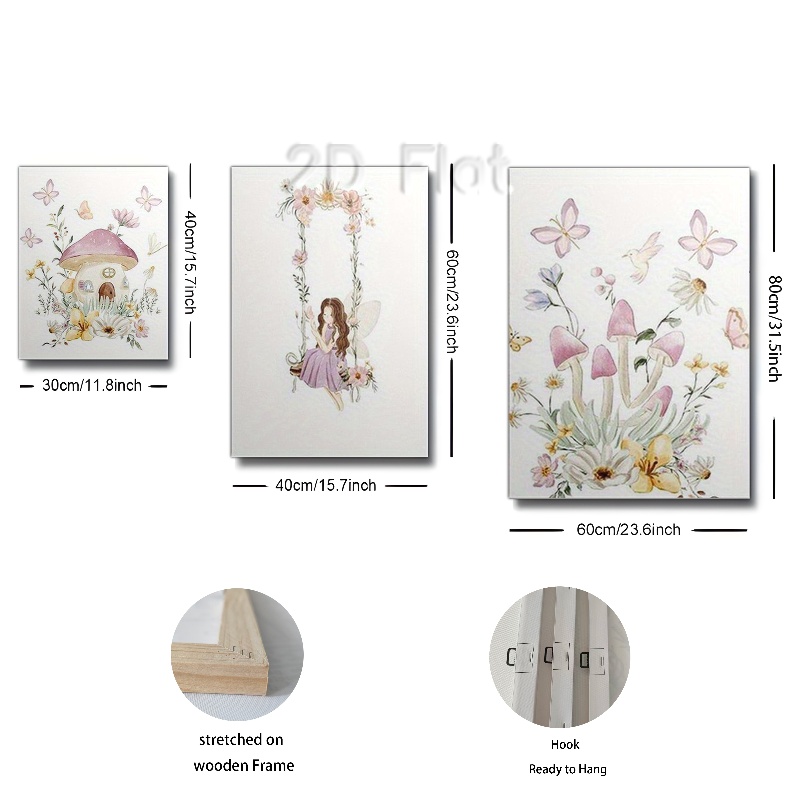 2D Flat
40cm/15.7inch
30cm/11.8inch
60cm/23.6inch
40cm/15.7inch
80cm/31.5inch
60cm/23.6inch
stretched on
wooden Frame
Hook
Ready to Hang